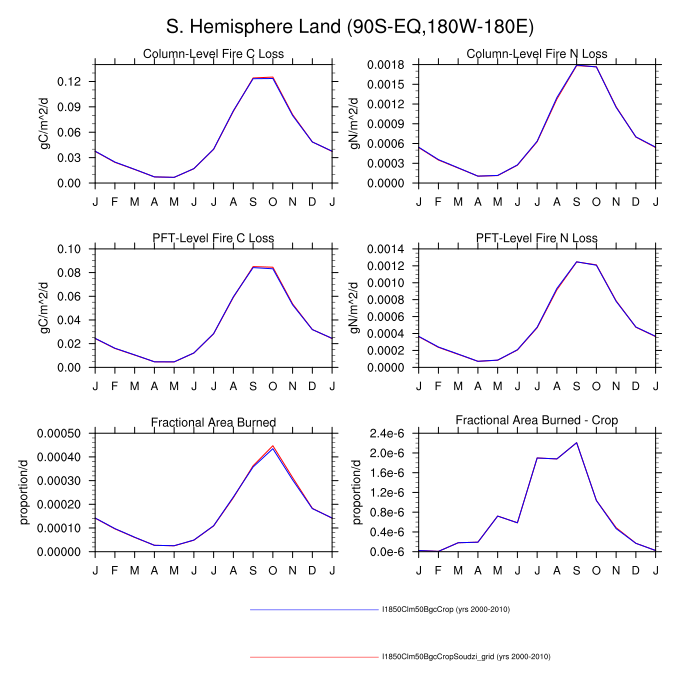 S. Hemisphere Land (90S-EQ,180W-180E)
Column-Level Fire C Loss
gC/m^2/d
0.12
0.09
0.06
0.03
0.00
J F M A M J J A S O N D J
Column-Level Fire N Loss
gN/m^2/d
0.0018
0.0015
0.0012
0.0009
0.0006
0.0003
0.0000
J F M A M J J A S O N D J
PFT-Level Fire C Loss
gC/m^2/d
0.10
0.08
0.06
0.04
0.02
0.00
J F M A M J J A S O N D J
PFT-Level Fire N Loss
gN/m^2/d
0.0014
0.0012
0.0010
0.0008
0.0006
0.0004
0.0002
0.0000
J F M A M J J A S O N D J
Fractional Area Burned
proportion/d
0.00050
0.00040
0.00030
0.00020
0.00010
0.00000
J F M A M J J A S O N D J
Fractional Area Burned - Crop
proportion/d
2.4e-6
2.0e-6
1.6e-6
1.2e-6
0.8e-6
0.4e-6
0.0e-6
J F M A M J J A S O N D J
I1850Clm50BgcCrop (yrs 2000-2010)
I1850Clm50BgcCropSoudzi_grid (yrs 2000-2010)